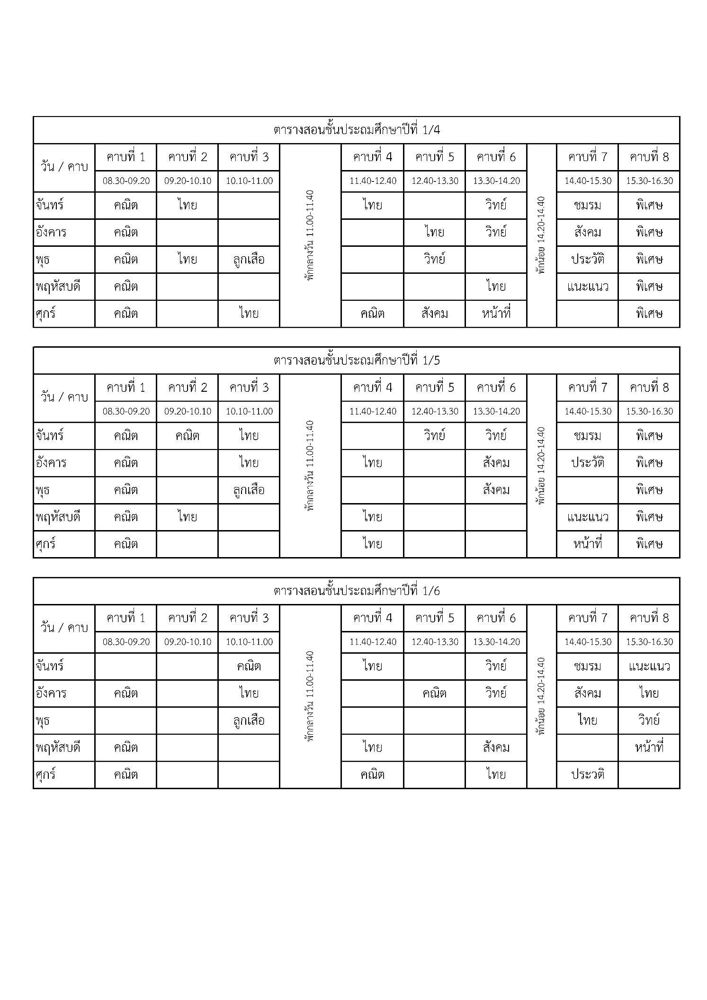 ตารางสอนชั้นประถมศึกษาปีที่ 1/4
วัน / คาบ คาบที่ 1 คาบที่ 2 คาบที่ 3 พักกลางวัน 11.00-11.40 คาบที่ 4 คาบที่ 5 คาบที่ 6 พักน้อย 14.20-14.40 คาบที่ 7 คาบที่ 8
08.30-09.20 09.20-10.10 10.10-11.00 11.40-12.40 12.40-13.30 13.30-14.20 14.40-15.30 15.30-16.30
จันทร์ คณิต ไทย ไทย วิทย์ ชมรม พิเศษ
อังคาร คณิต ไทย วิทย์ สังคม พิเศษ
พุธ คณิต ไทย ลูกเสือ วิทย์ ประวัติ พิเศษ
พฤหัสบดี คณิต ไทย แนะแนว พิเศษ
ศุกร์ คณิต ไทย คณิต สังคม หน้าที่ พิเศษ
ตารางสอนชั้นประถมศึกษาปีที่ 1/5
วัน / คาบ คาบที่ 1 คาบที่ 2 คาบที่ 3 พักกลางวัน 11.00-11.40 คาบที่ 4 คาบที่ 5 คาบที่ 6 พักน้อย 14.20-14.40 คาบที่ 7 คาบที่ 8
08.30-09.20 09.20-10.10 10.10-11.00 11.40-12.40 12.40-13.30 13.30-14.20 14.40-15.30 15.30-16.30
จันทร์ คณิต คณิต ไทย วิทย์ วิทย์ ชมรม พิเศษ
อังคาร คณิต ไทย ไทย สังคม ประวัติ พิเศษ
พุธ คณิต ลูกเสือ สังคม พิเศษ
พฤหัสบดี คณิต ไทย ไทย แนะแนว พิเศษ
ศุกร์ คณิต ไทย หน้าที่ พิเศษ
ตารางสอนชั้นประถมศึกษาปีที่ 1/6
วัน / คาบ คาบที่ 1 คาบที่ 2 คาบที่ 3 พักกลางวัน 11.00-11.40 คาบที่ 4 คาบที่ 5 คาบที่ 6 พักน้อย 14.20-14.40 คาบที่ 7 คาบที่ 8
08.30-09.20 09.20-10.10 10.10-11.00 11.40-12.40 12.40-13.30 13.30-14.20 14.40-15.30 15.30-16.30
จันทร์ คณิต ไทย วิทย์ ชมรม แนะแนว
อังคาร คณิต ไทย คณิต วิทย์ สังคม ไทย
พุธ ลูกเสือ ไทย วิทย์
พฤหัสบดี คณิต ไทย สังคม หน้าที่
ศุกร์ คณิต คณิต ไทย ประวติ